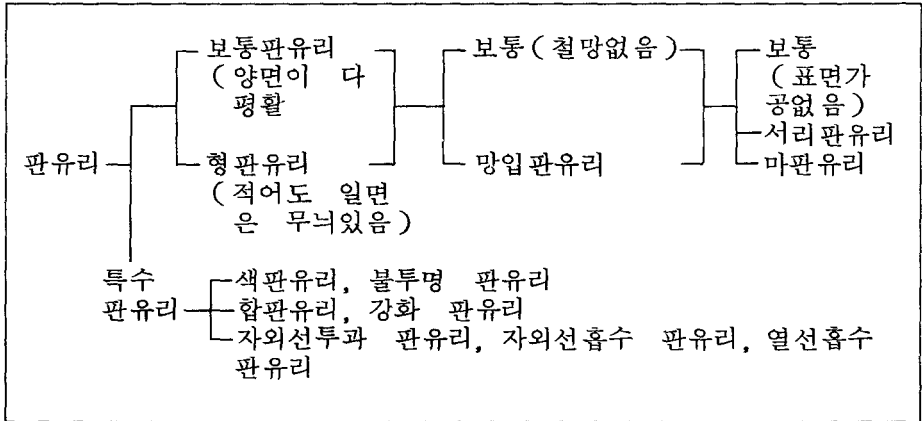 보통판유리 보통(철망없음) 보통
(양면이 다 (표면가
평활 공없음)
서리판유리
판유리 형판유리 망입판유리 마판유리
(적어도 일면
은 무늬있음)
특수 색판유리, 불투명 판유리
판유리 합판유리, 강화 판유리
자외선투과 판유리, 자외선흡수 판유리, 열선흡수
판유리